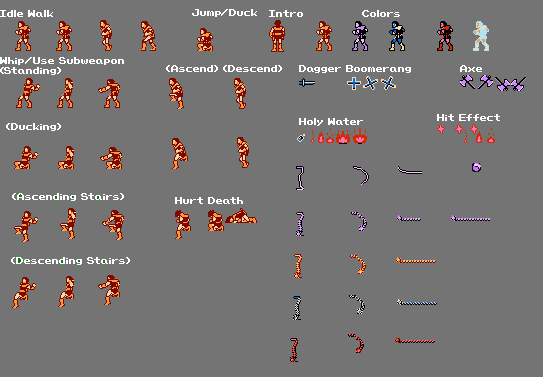 Idle Walk
Jump/Duck
Intro
Colors
Whip/Use Subweapon
(Standing)
(Ascend) (Descend)
Dagger Boomerang
Axe
(Ducking)
Holy Water
Hit Effect
(Ascending Stairs)
Hurt Death
(Descending Stairs)